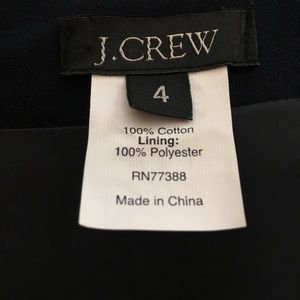 J.CREW
4
100% Cotton
Lining:
100% Polyester
RN77388
Made in China